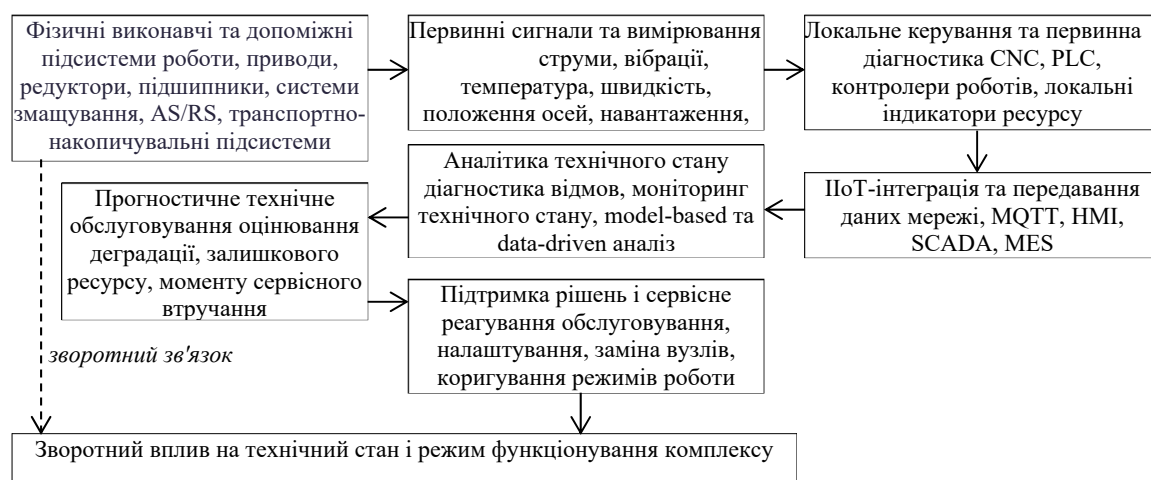 Фізичні виконавчі та допоміжні
підсистеми роботи, приводи,
редуктори, підшипники, системи
змащування, AS/RS, транспортно-
накопичувальні підсистеми
Первинні сигнали та вимірювання
струми, вібрації,
температура, швидкість,
положення осей, навантаження,
Локальне керування та первинна
діагностика CNC, PLC,
контролери роботів, локальні
індикатори ресурсу
IIoT-інтеграція та передавання
даних мережі, MQTT, HMI,
SCADA, MES
Аналітика технічного стану
діагностика відмов, моніторинг
технічного стану, model-based та
data-driven аналіз
Прогностичне технічне
обслуговування оцінювання
деградації, залишкового
ресурсу, моменту сервісного
втручання
Підтримка рішень і сервісне
реагування обслуговування,
налаштування, заміна вузлів,
коригування режимів роботи
зворотний зв'язок
Зворотний вплив на технічний стан і режим функціонування комплексу